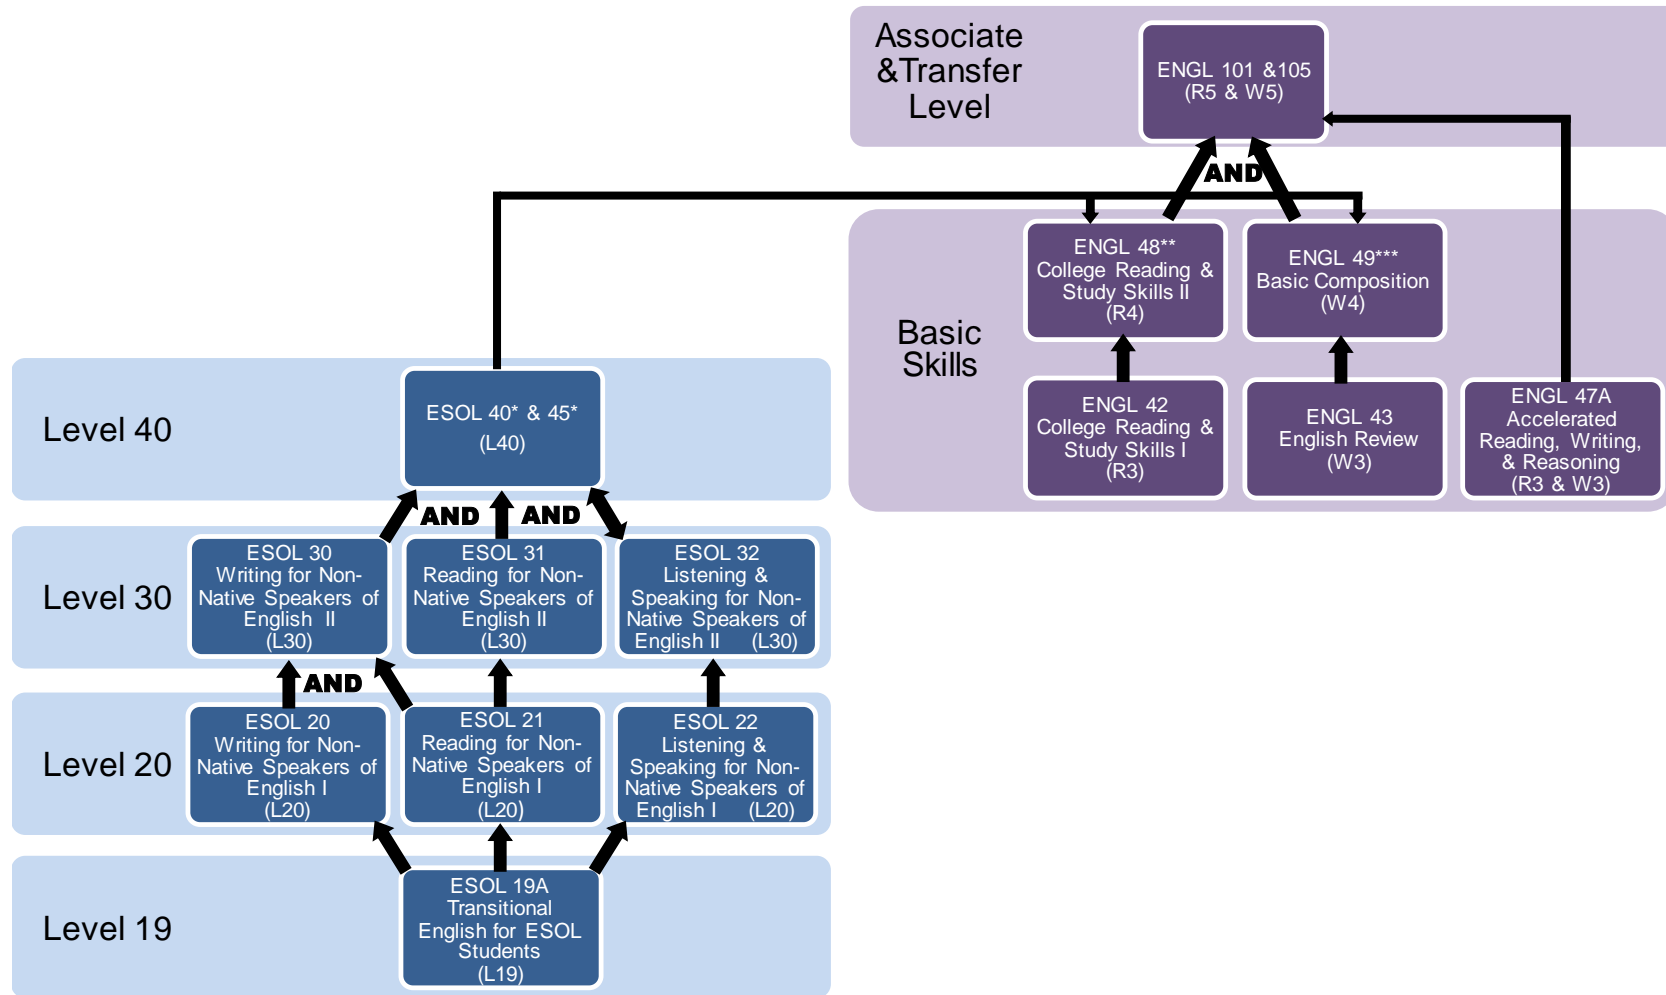 Associate
&Transfer
Level
ENGL 101 &105
(R5 & W5)
AND
Basic
Skills
ENGL 48**
College Reading &
Study Skills II
(R4)
ENGL 49***
Basic Composition
(W4)
ENGL 42
College Reading &
Study Skills I
(R3)
ENGL 43
English Review
(W3)
ENGL 47A
Accelerated
Reading, Writing,
& Reasoning
(R3 & W3)
Level 40
ESOL 40* & 45*
(L40)
AND
AND
Level 30
ESOL 30
Writing for Non-
Native Speakers of
English II
(L30)
ESOL 31
Reading for Non-
Native Speakers of
English II
(L30)
ESOL 32
Listening &
Speaking for Non-
Native Speakers of
English II (L30)
AND
Level 20
ESOL 20
Writing for Non-
Native Speakers of
English I
(L20)
ESOL 21
Reading for Non-
Native Speakers of
English I
(L20)
ESOL 22
Listening &
Speaking for Non-
Native Speakers of
English I (L20)
Level 19
ESOL 19A
Transitional
English for ESOL
Students
(L19)